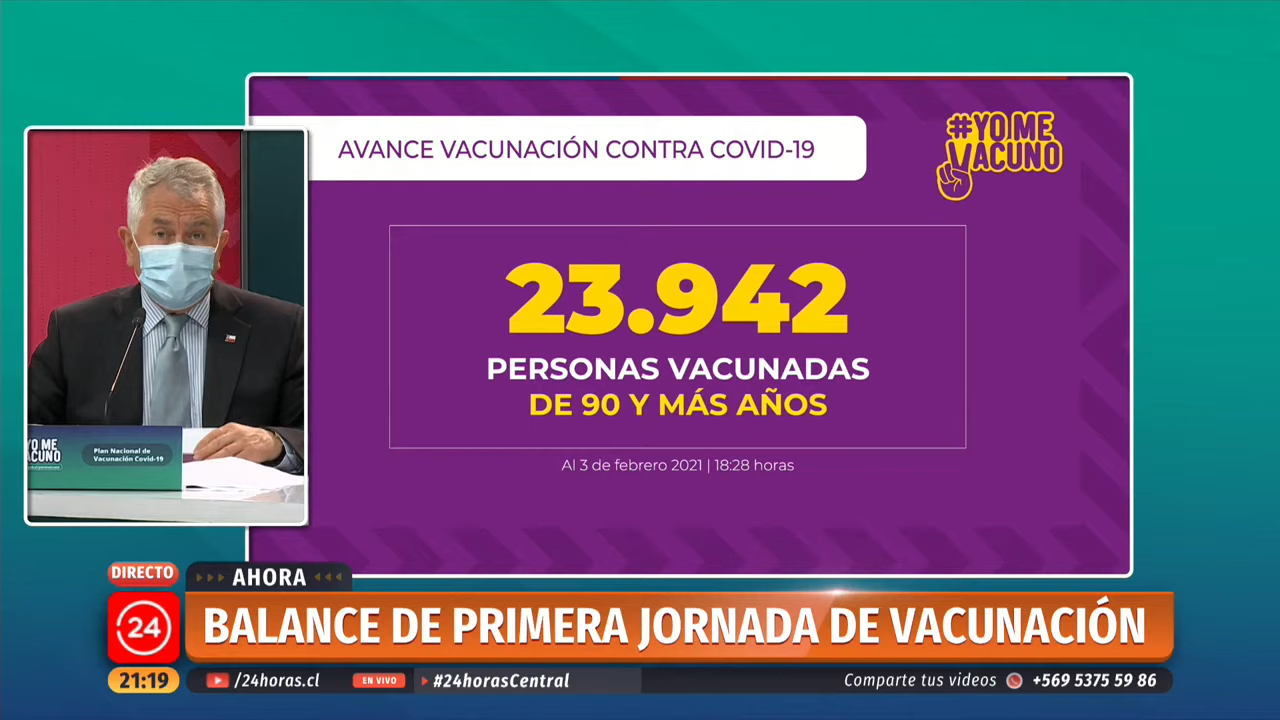 AVANCE VACUNACIÓN CONTRA COVID-19
#YO ME
VACUNO
23.942
PERSONAS VACUNADAS
DE 90 Y MÁS AÑOS
Al 3 de febrero 2021 | 18:28 horas
YO ME
ACUNO
Plan Nacional de
Vacunación Covid-19
DIRECTO
AHORA
24
BALANCE DE PRIMERA JORNADA DE VACUNACIÓN
21:19 /24horas.cl EN VIVO #24horasCentral Comparte tus videos +569 5375 59 86